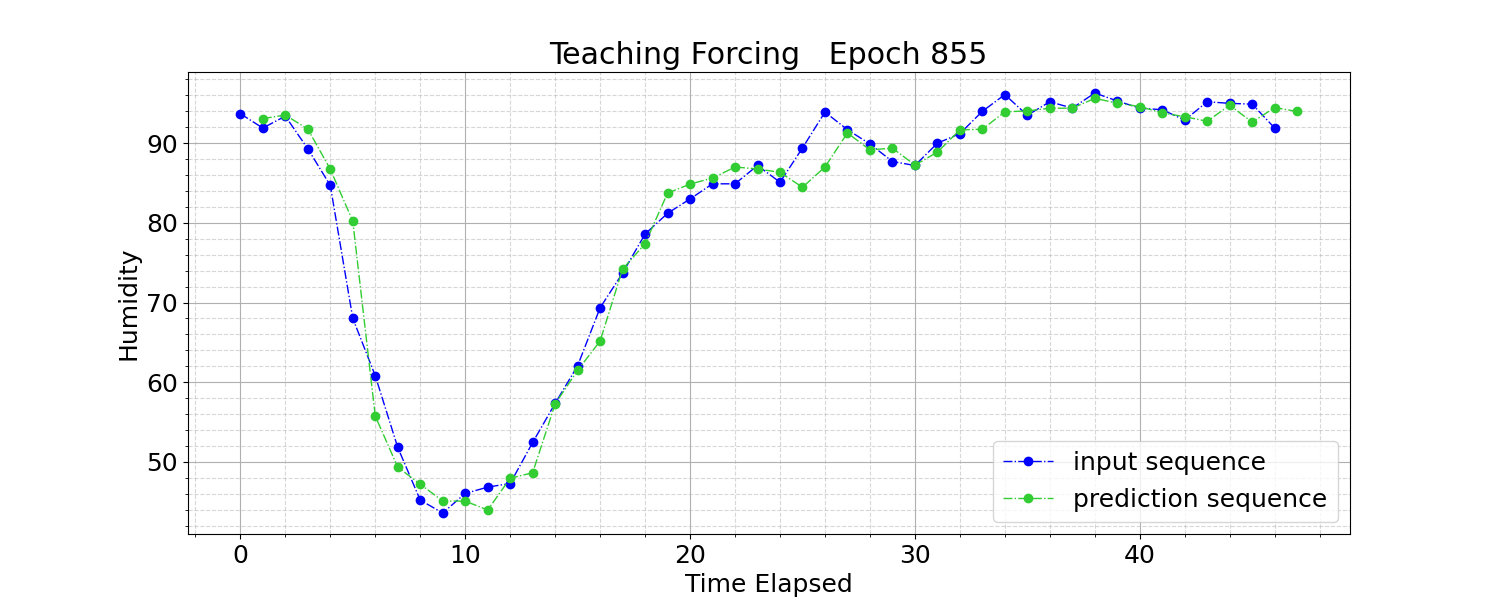 Teaching Forcing   Epoch 855
Humidity
90
80
70
60
50
0 10 20 30 40
Time Elapsed
input sequence
prediction sequence